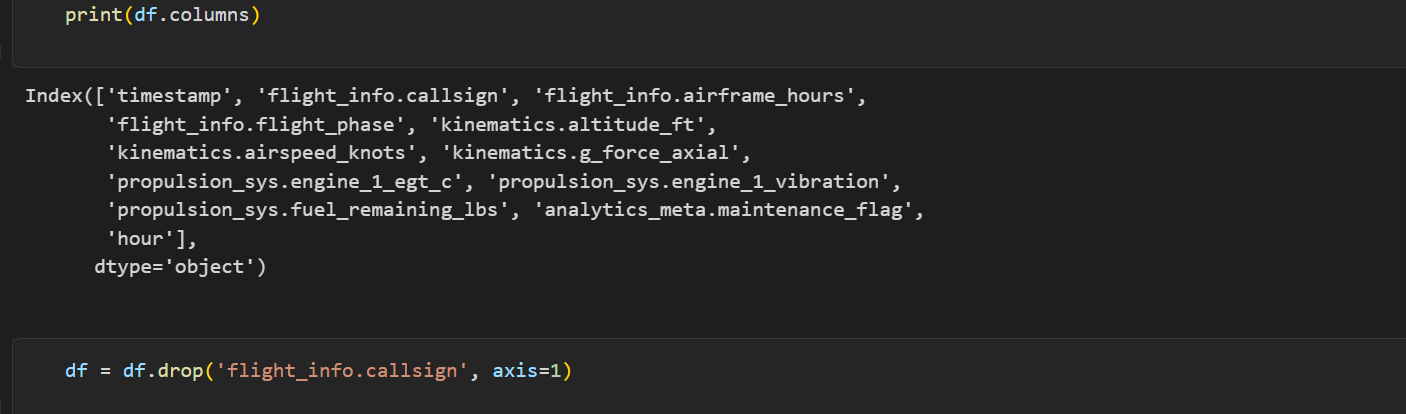 print(df.columns)
Index(['timestamp', 'flight_info.callsign', 'flight_info.airframe_hours',
'flight_info.flight_phase', 'kinematics.altitude_ft',
'kinematics.airspeed_knots', 'kinematics.g_force_axial',
'propulsion_sys.engine_1_egt_c', 'propulsion_sys.engine_1_vibration',
'propulsion_sys.fuel_remaining_lbs', 'analytics_meta.maintenance_flag',
'hour'],
dtype='object')
df = df.drop('flight_info.callsign', axis=1)